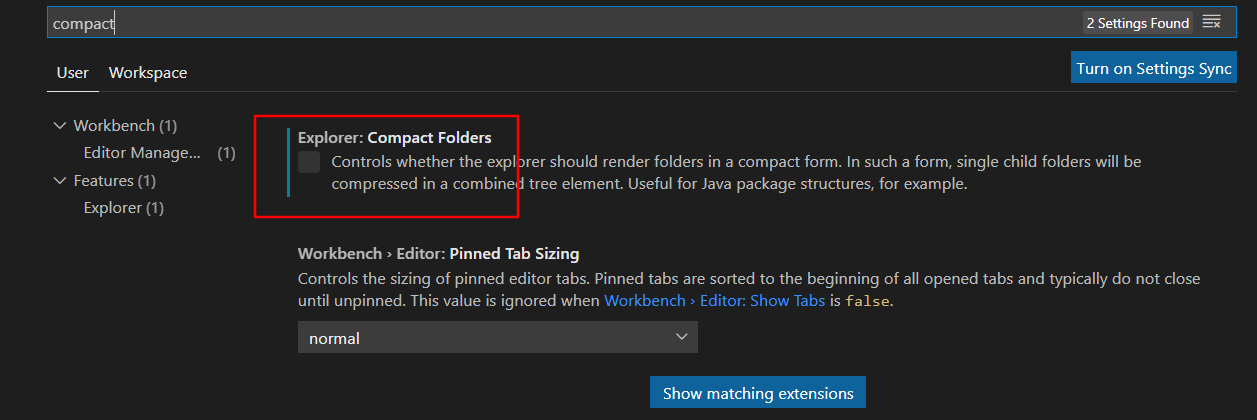 compact
2 Settings Found
User Workspace
Turn on Settings Sync
Workbench (1)
Editor Manage... (1)
Features (1)
Explorer (1)
Explorer: Compact Folders
Controls whether the explorer should render folders in a compact form. In such a form, single child folders will be
compressed in a combined tree element. Useful for Java package structures, for example.
Workbench › Editor: Pinned Tab Sizing
Controls the sizing of pinned editor tabs. Pinned tabs are sorted to the beginning of all opened tabs and typically do not close
until unpinned. This value is ignored when Workbench › Editor: Show Tabs is false.
normal
Show matching extensions